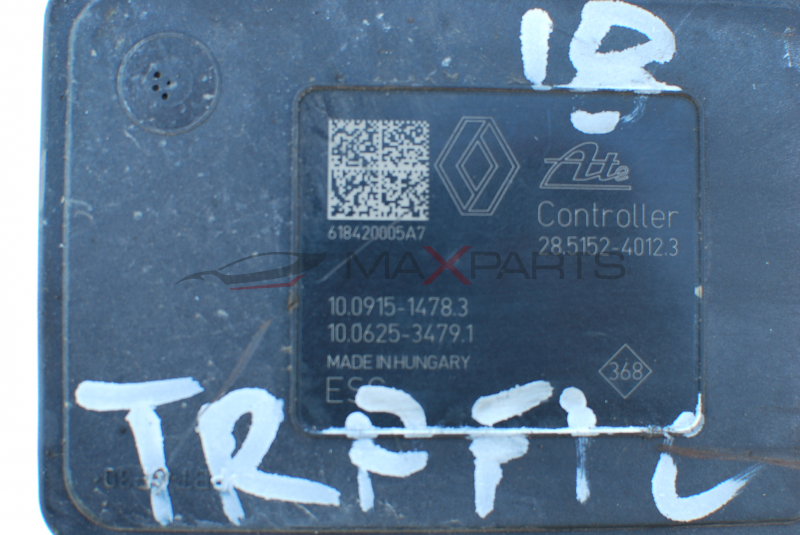 18
Ate
Controller
28.5152-4012.3
618420005A7
MAXPARTS
10.0915-1478.3
10.0625-3479.1
MADE IN HUNGARY
368
ESC
TRAFIC